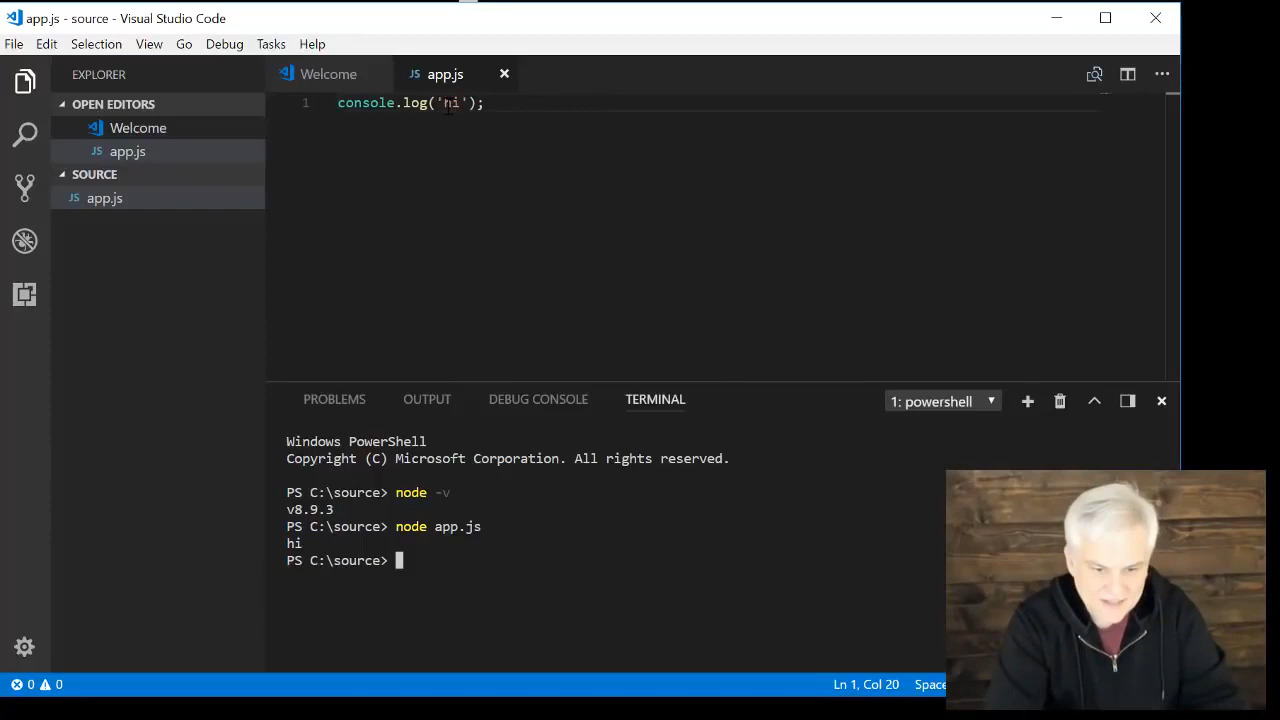 app.js - source - Visual Studio Code
File Edit Selection View Go Debug Tasks Help
EXPLORER
OPEN EDITORS
Welcome
app.js
SOURCE
app.js
Welcome
app.js
1 console.log('hi');
PROBLEMS OUTPUT DEBUG CONSOLE TERMINAL
1: powershell
Windows PowerShell
Copyright (C) Microsoft Corporation. All rights reserved.
PS C:\source> node -v
v8.9.3
PS C:\source> node app.js
hi
PS C:\source>
0 0 Ln 1, Col 20 Space